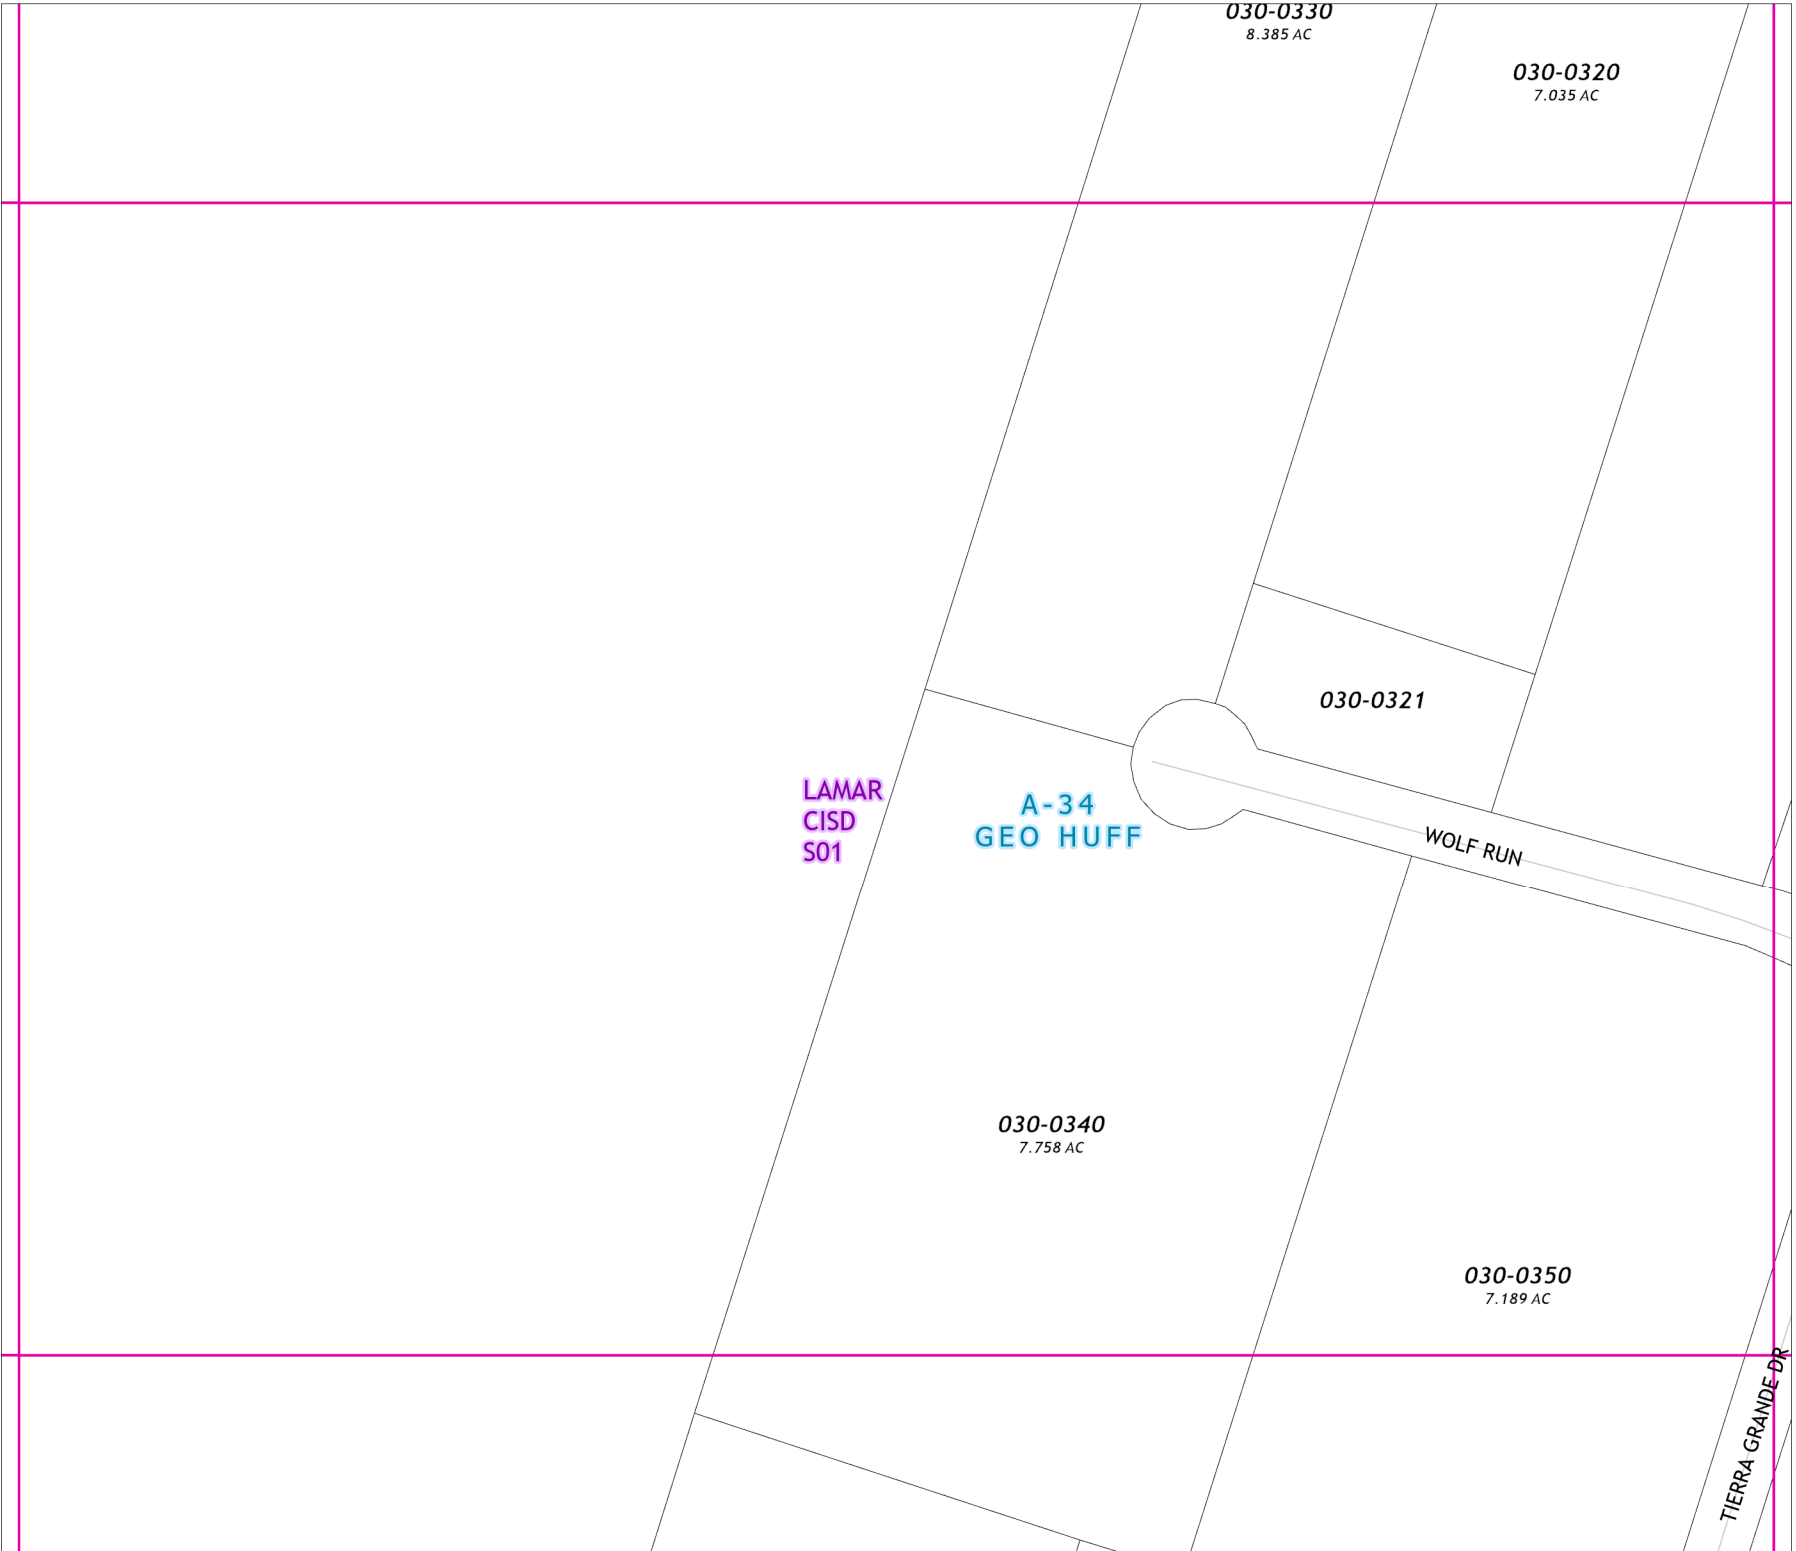 030-0330
8.385 AC
030-0320
7.035 AC
030-0321
LAMAR
CISD
S01
A-34
GEO HUFF
WOLF RUN
030-0340
7.758 AC
030-0350
7.189 AC
TIERRA GRANDE DR